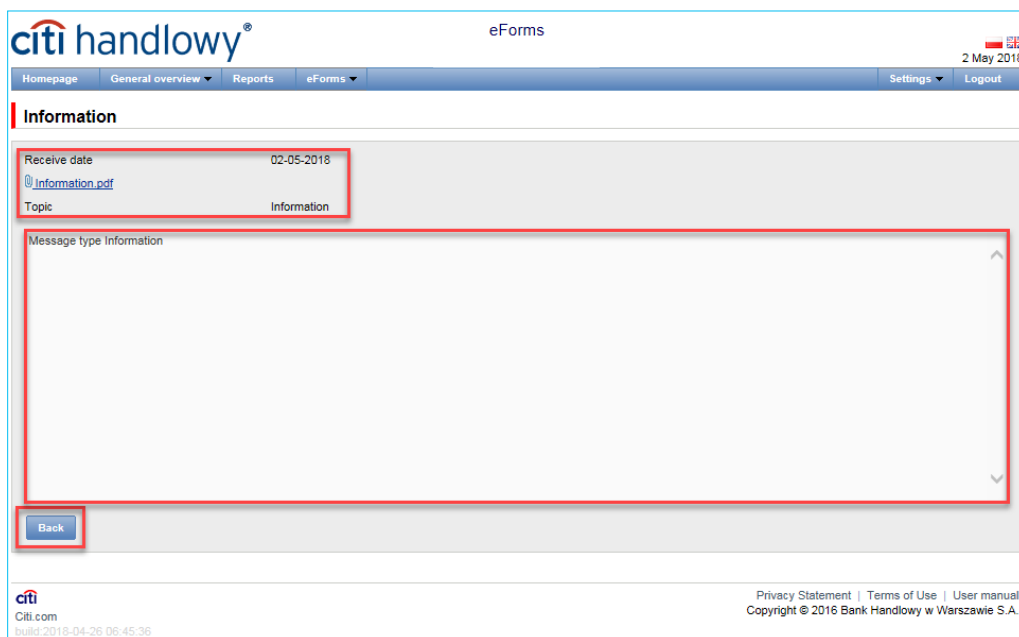 citi handlowy®
eForms
2 May 2018
Homepage General overview Reports eForms Settings Logout
Information
Receive date 02-05-2018
Information.pdf
Topic Information
Message type Information
Back
citi
Privacy Statement | Terms of Use | User manual
Citi.com
Copyright © 2016 Bank Handlowy w Warszawie S.A.
build:2018-04-26 06:45:36